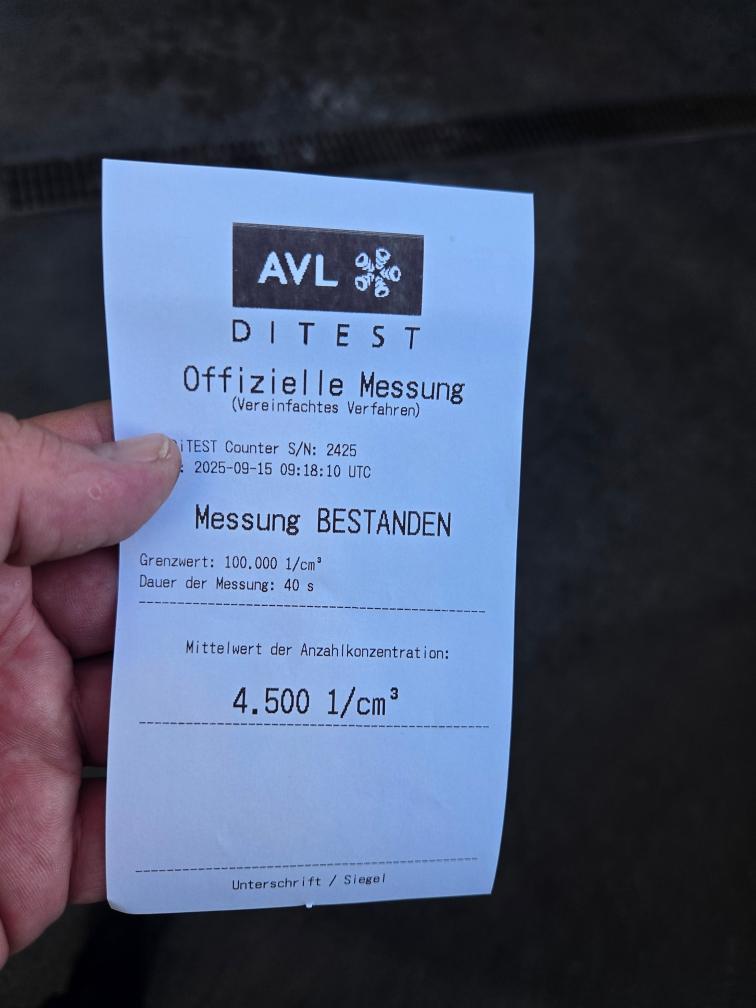 AVL
DITEST
Offizielle Messung
(Vereinfachtes Verfahren)
DiTEST Counter S/N: 2425
: 2025-09-15 09:18:10 UTC
Messung BESTANDEN
Grenzwert: 100.000 1/cm³
Dauer der Messung: 40 s
Mittelwert der Anzahlkonzentration:
4.500 1/cm³
Unterschrift / Siegel